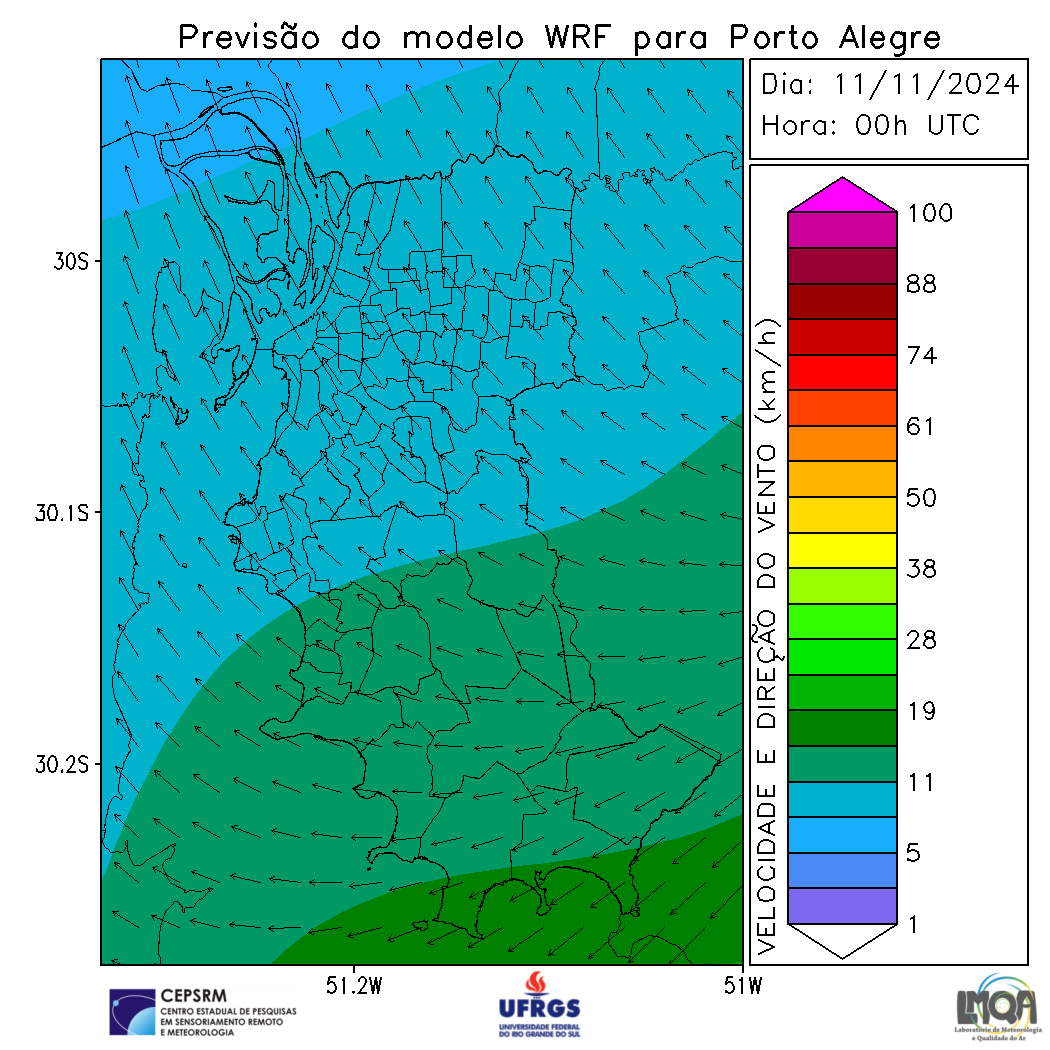 Previsão do modelo WRF para Porto Alegre
Dia: 11/11/2024
Hora: 00h UTC
30S
30.1S
30.2S
51.2W
51W
VELOCIDADE E DIREÇÃO DO VENTO (km/h)
100
88
74
61
50
38
28
19
11
5
1
CEPSRM
CENTRO ESTADUAL DE PESQUISAS
EM SENSORIAMENTO REMOTO
E METEOROLOGIA
UFRGS
UNIVERSIDADE FEDERAL
DO RIO GRANDE DO SUL
LMQA
Laboratório de Meteorologia
e Qualidade do Ar